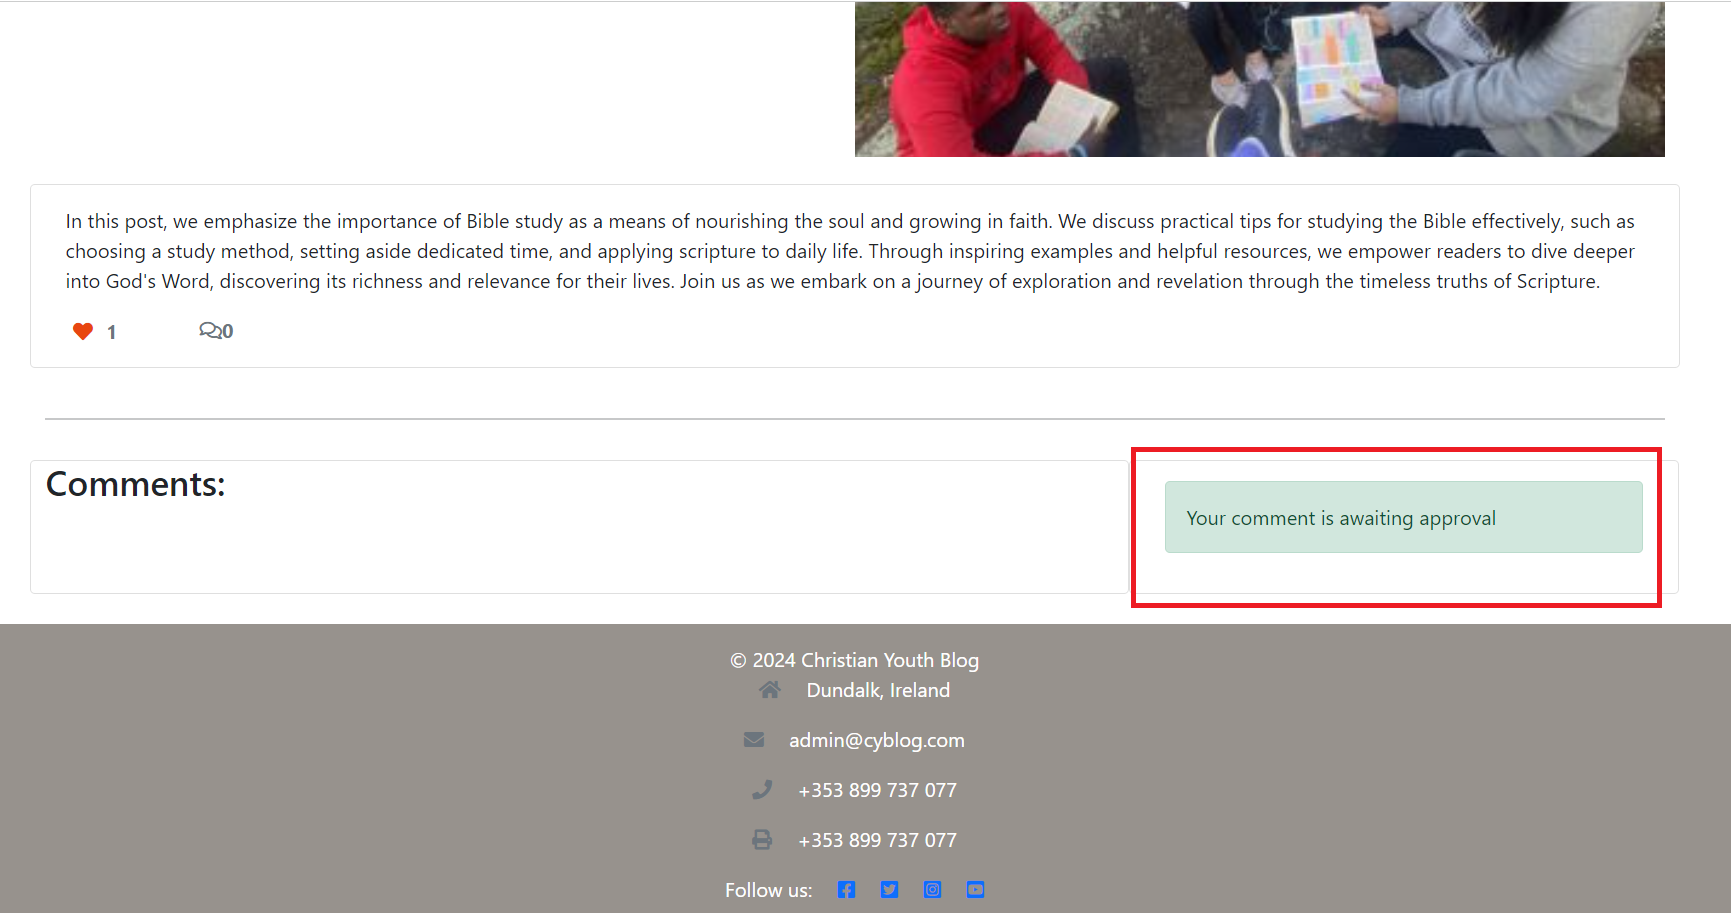 In this post, we emphasize the importance of Bible study as a means of nourishing the soul and growing in faith. We discuss practical tips for studying the Bible effectively, such as
choosing a study method, setting aside dedicated time, and applying scripture to daily life. Through inspiring examples and helpful resources, we empower readers to dive deeper
into God's Word, discovering its richness and relevance for their lives. Join us as we embark on a journey of exploration and revelation through the timeless truths of Scripture.
1 0
Comments:
Your comment is awaiting approval
© 2024 Christian Youth Blog
Dundalk, Ireland
admin@cyblog.com
+353 899 737 077
+353 899 737 077
Follow us: